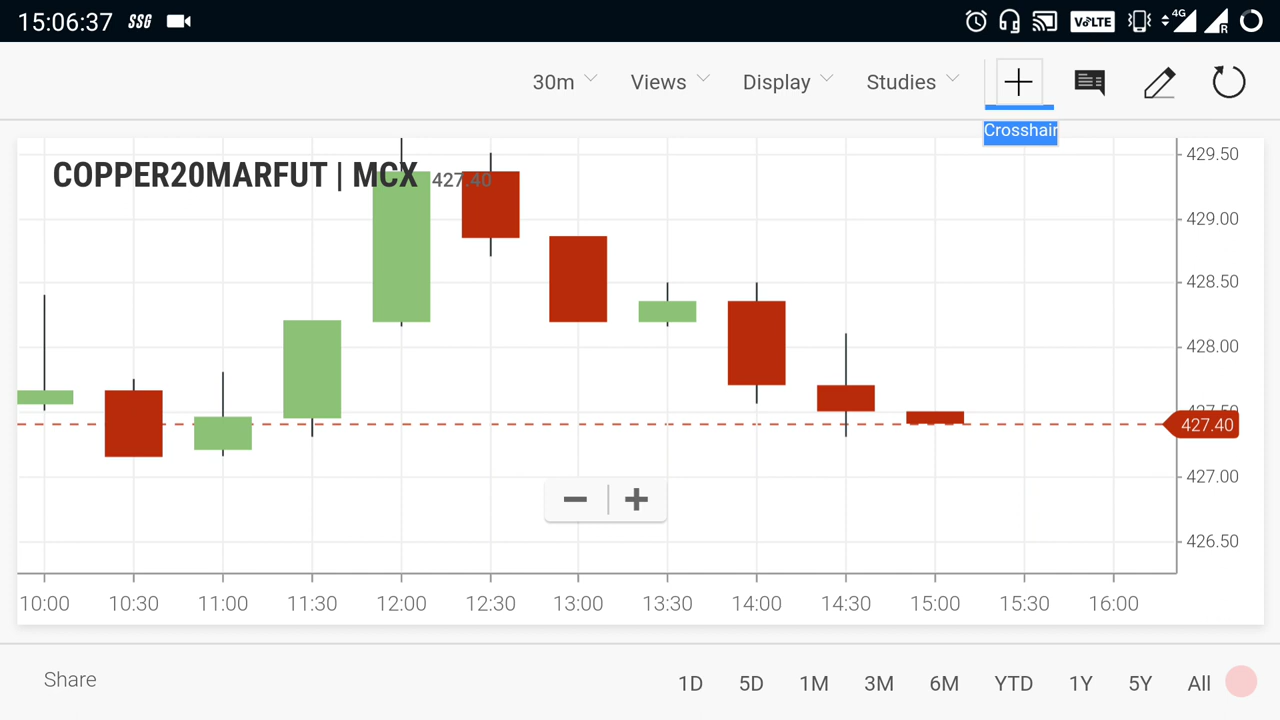 15:06:37 SSG VoLTE 4G R
30m Views Display Studies
Crosshair
COPPER20MARFUT | MCX 427.40
429.50
429.00
428.50
428.00
427.50
427.40
427.00
426.50
10:00 10:30 11:00 11:30 12:00 12:30 13:00 13:30 14:00 14:30 15:00 15:30 16:00
Share 1D 5D 1M 3M 6M YTD 1Y 5Y All